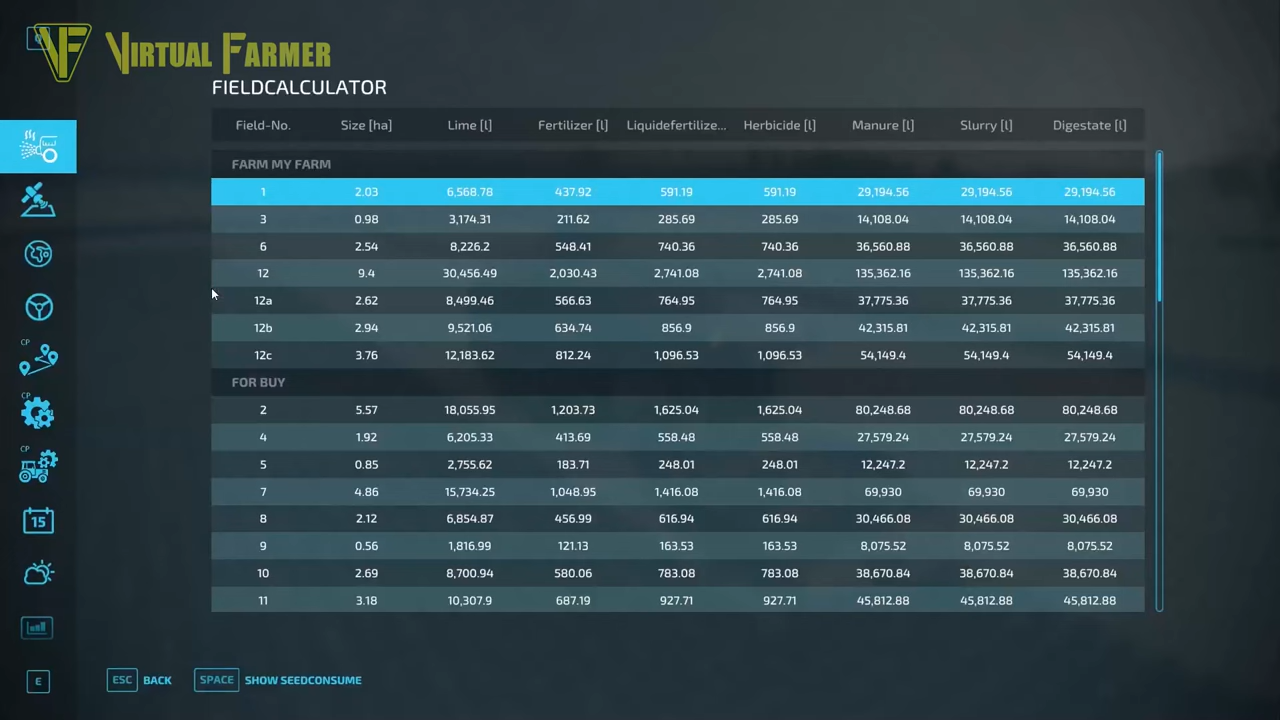 VIRTUAL FARMER
FIELDCALCULATOR
Field-No. Size [ha] Lime [l] Fertilizer [l] Liquidefertilize... Herbicide [l] Manure [l] Slurry [l] Digestate [l]
FARM MY FARM
1 2.03 6,568.78 437.92 591.19 591.19 29,194.56 29,194.56 29,194.56
3 0.98 3,174.31 211.62 285.69 285.69 14,108.04 14,108.04 14,108.04
6 2.54 8,226.2 548.41 740.36 740.36 36,560.88 36,560.88 36,560.88
12 9.4 30,456.49 2,030.43 2,741.08 2,741.08 135,362.16 135,362.16 135,362.16
12a 2.62 8,499.46 566.63 764.95 764.95 37,775.36 37,775.36 37,775.36
12b 2.94 9,521.06 634.74 856.9 856.9 42,315.81 42,315.81 42,315.81
CP 12c 3.76 12,183.62 812.24 1,096.53 1,096.53 54,149.4 54,149.4 54,149.4
FOR BUY
CP 2 5.57 18,055.95 1,203.73 1,625.04 1,625.04 80,248.68 80,248.68 80,248.68
4 1.92 6,205.33 413.69 558.48 558.48 27,579.24 27,579.24 27,579.24
CP 5 0.85 2,755.62 183.71 248.01 248.01 12,247.2 12,247.2 12,247.2
7 4.86 15,734.25 1,048.95 1,416.08 1,416.08 69,930 69,930 69,930
15 8 2.12 6,854.87 456.99 616.94 616.94 30,466.08 30,466.08 30,466.08
9 0.56 1,816.99 121.13 163.53 163.53 8,075.52 8,075.52 8,075.52
10 2.69 8,700.94 580.06 783.08 783.08 38,670.84 38,670.84 38,670.84
11 3.18 10,307.9 687.19 927.71 927.71 45,812.88 45,812.88 45,812.88
E ESC BACK SPACE SHOW SEEDCONSUME